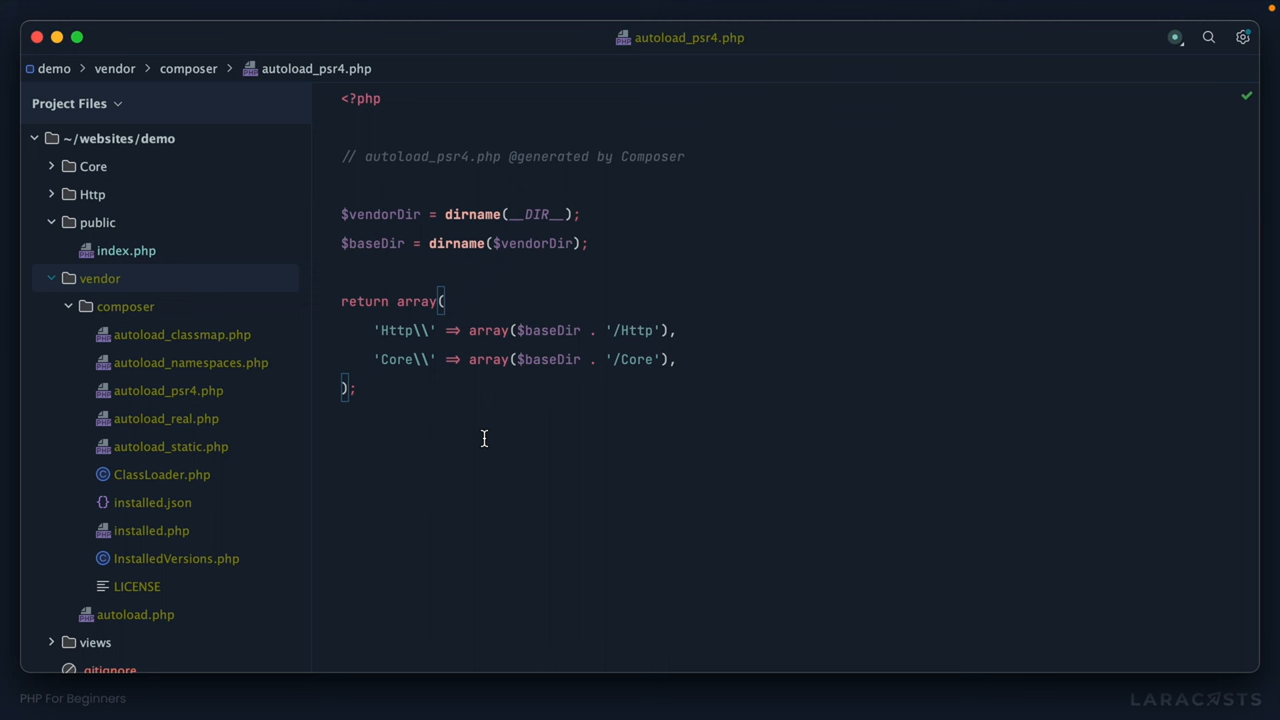 autoload_psr4.php
demo > vendor > composer > autoload_psr4.php
Project Files
~/websites/demo
Core
Http
public
index.php
vendor
composer
autoload_classmap.php
autoload_namespaces.php
autoload_psr4.php
autoload_real.php
autoload_static.php
ClassLoader.php
installed.json
installed.php
InstalledVersions.php
LICENSE
autoload.php
views
.gitignore
<?php
// autoload_psr4.php @generated by Composer
$vendorDir = dirname(__DIR__);
$baseDir = dirname($vendorDir);
return array(
'Http\\' => array($baseDir . '/Http'),
'Core\\' => array($baseDir . '/Core'),
);
PHP For Beginners
LARACASTS